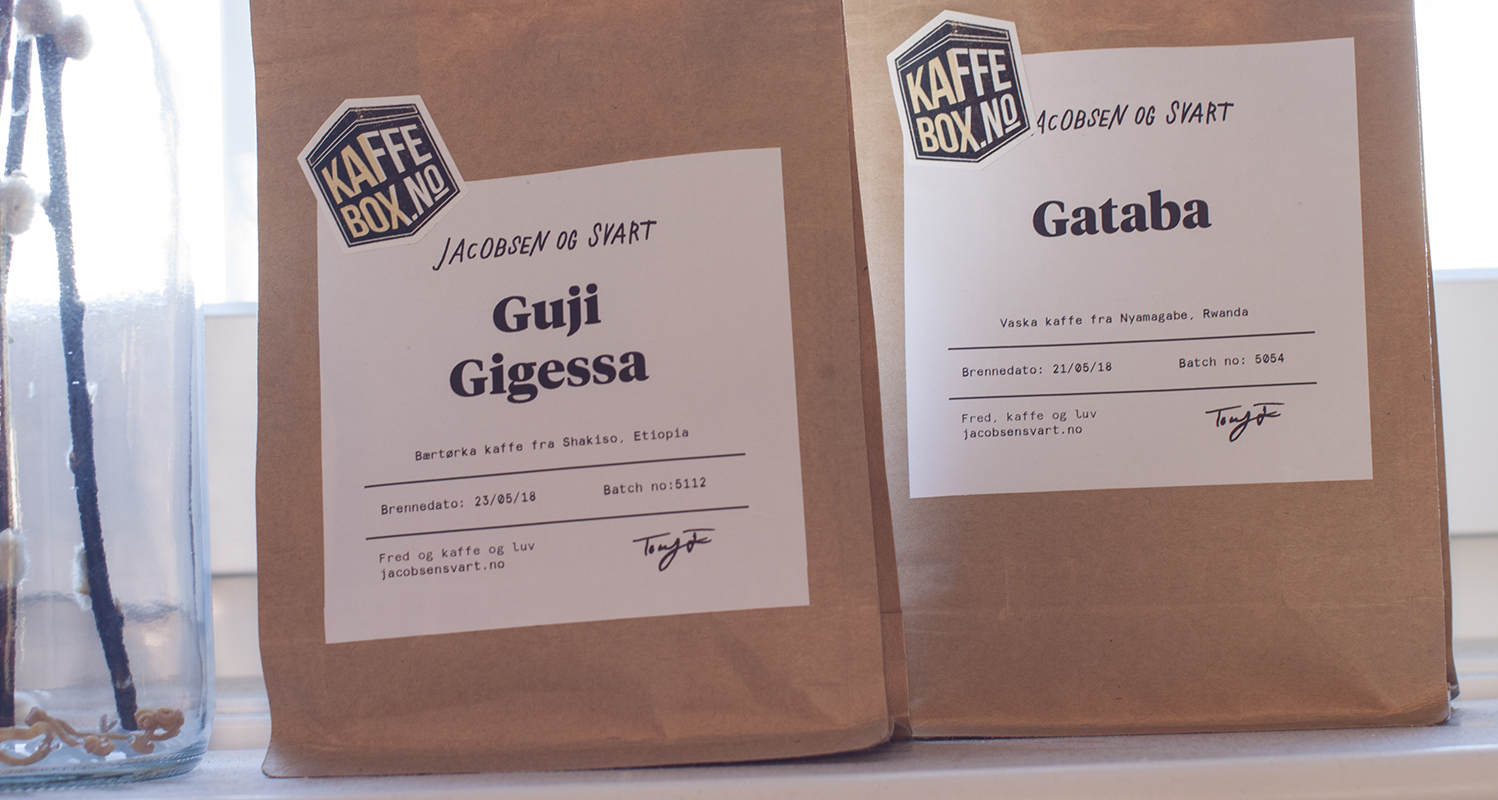 KAFFE
BOX.NO
JACOBSEN OG SVART
Guji
Gigessa
Bærtørka kaffe fra Shakiso, Etiopia
Brennedato: 23/05/18 Batch no:5112
Fred og kaffe og luv
jacobsensvart.no
KAFFE
BOX.NO
ACOBSEN OG SVART
Gataba
Vaska kaffe fra Nyamagabe, Rwanda
Brennedato: 21/05/18 Batch no: 5054
Fred, kaffe og luv
jacobsensvart.no